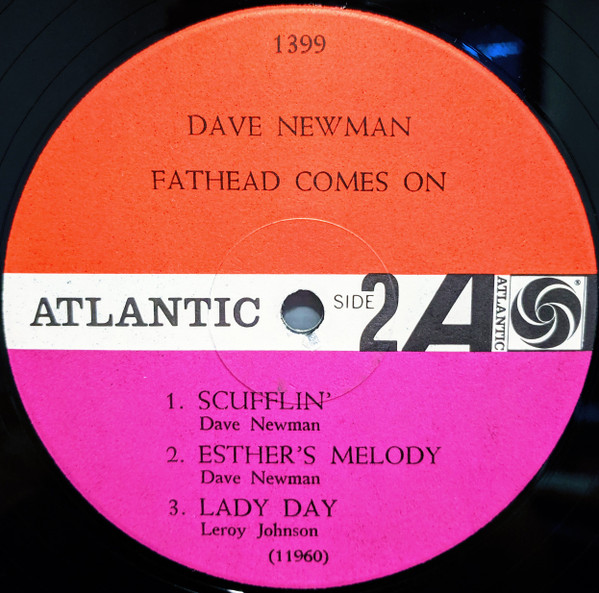 1399
DAVE NEWMAN
FATHEAD COMES ON
ATLANTIC SIDE 2 A ATLANTIC ®
1. SCUFFLIN'
Dave Newman
2. ESTHER'S MELODY
Dave Newman
3. LADY DAY
Leroy Johnson
(11960)